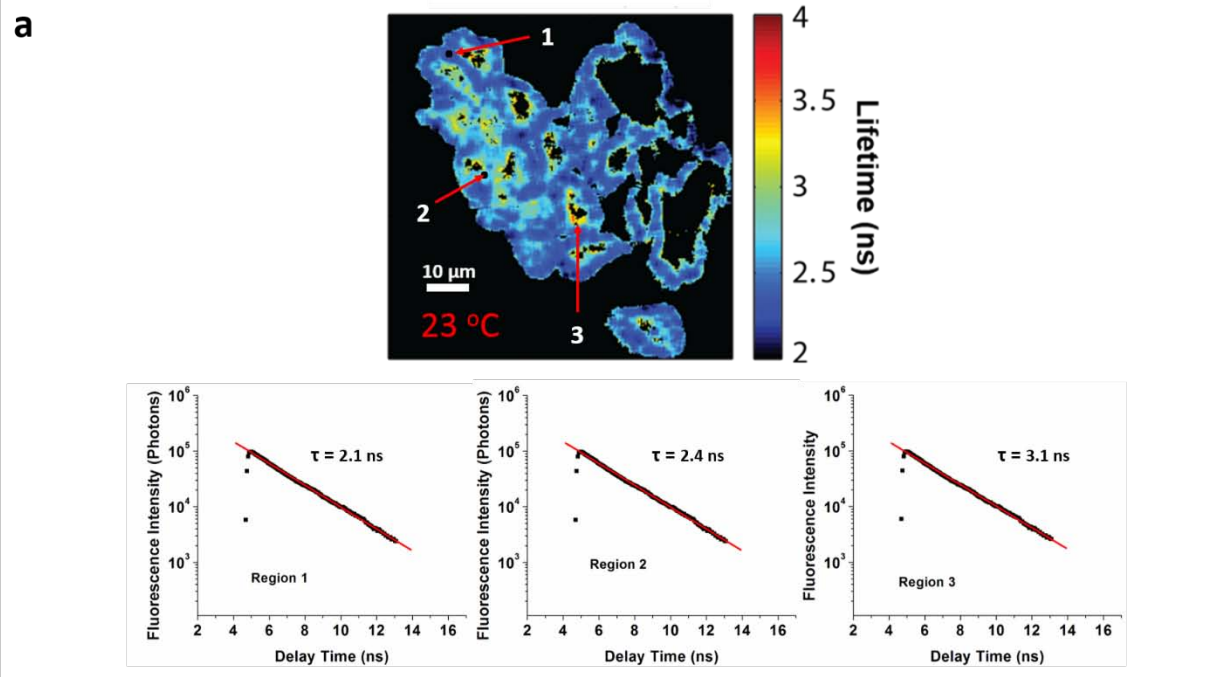 a
1
2
3
10 µm
23 °C
4
3.5
3
2.5
2
Lifetime (ns)
Fluorescence Intensity (Photons)
10⁶
10⁵
10⁴
10³
τ = 2.1 ns
Region 1
2 4 6 8 10 12 14 16
Delay Time (ns)
Fluorescence Intensity (Photons)
10⁶
10⁵
10⁴
10³
τ = 2.4 ns
Region 2
2 4 6 8 10 12 14 16
Delay Time (ns)
Fluorescence Intensity
10⁶
10⁵
10⁴
10³
τ = 3.1 ns
Region 3
2 4 6 8 10 12 14 16
Delay Time (ns)